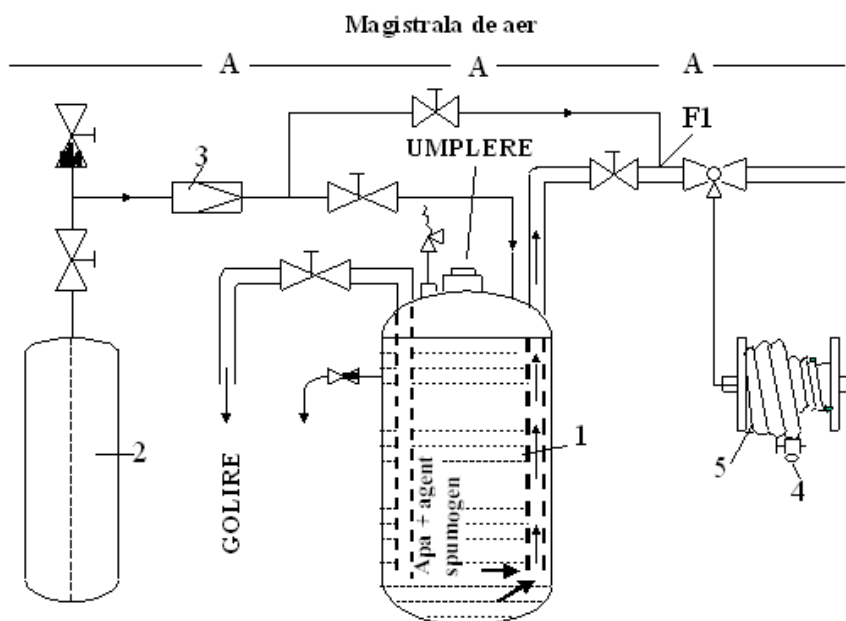 Magistrala de aer
A A A
F1
UMPLERE
3
GOLIRE
Apa + agent
spumogen
1
2
5
4